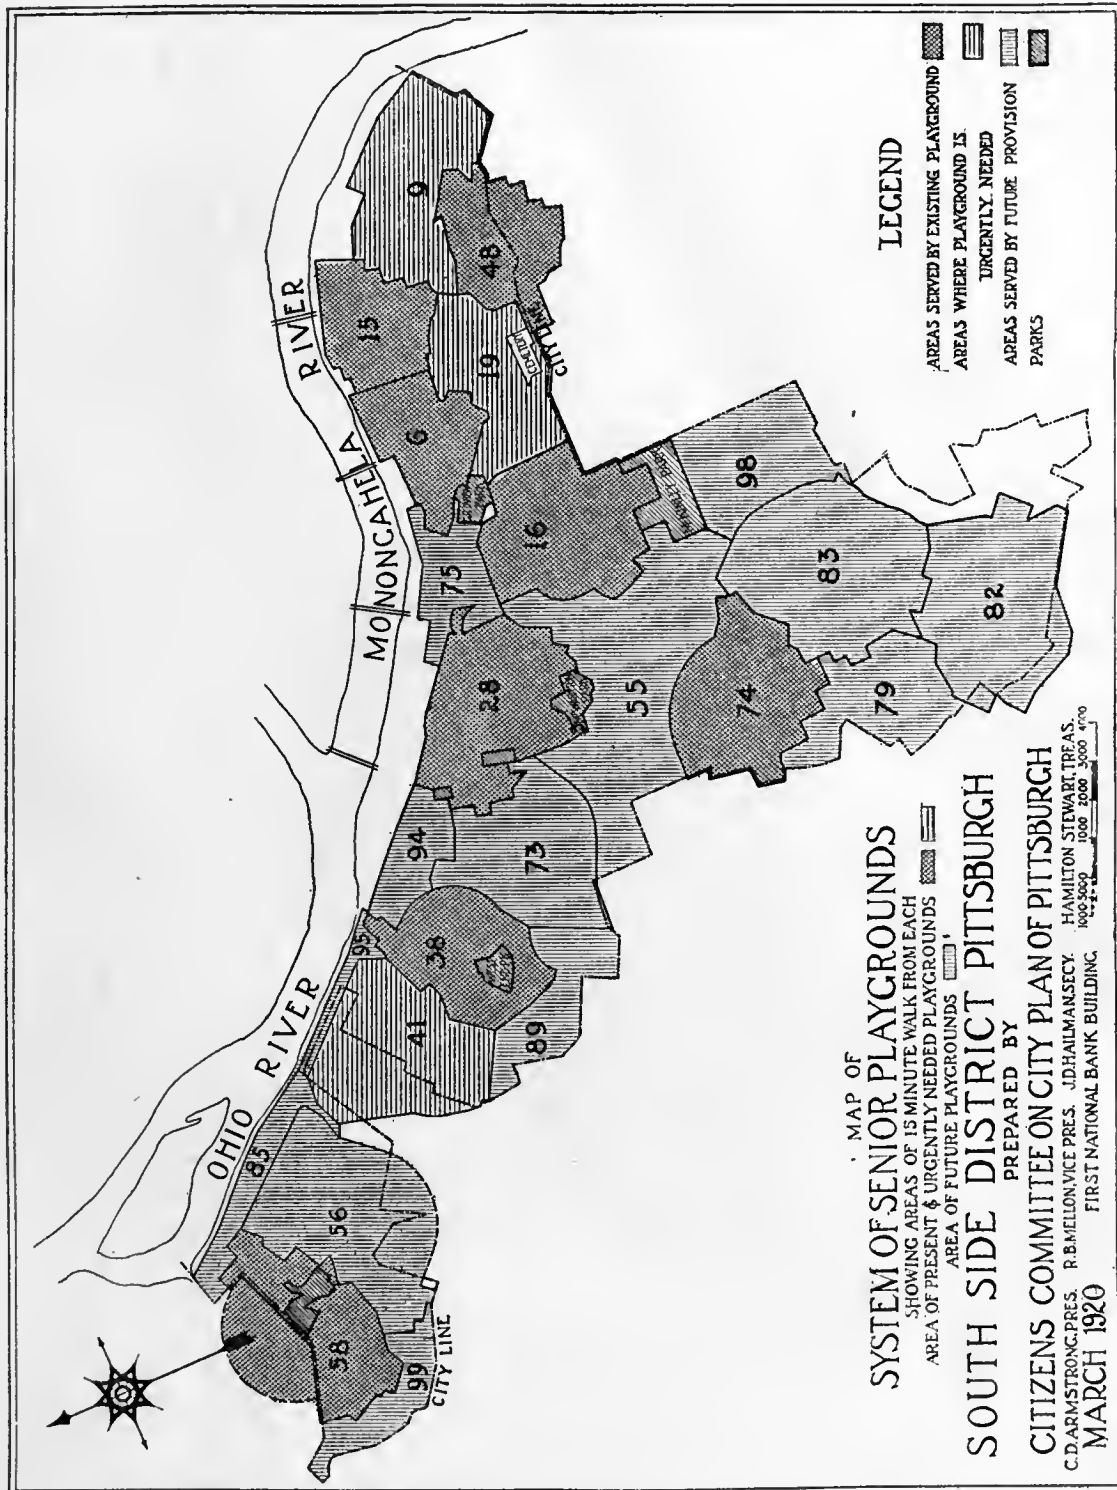 MAP OF
SYSTEM OF SENIOR PLAYGROUNDS
SHOWING AREAS OF 15 MINUTE WALK FROM EACH
AREA OF PRESENT & URGENTLY NEEDED PLAYGROUNDS
AREA OF FUTURE PLAYGROUNDS
SOUTH SIDE DISTRICT PITTSBURGH
PREPARED BY
CITIZENS COMMITTEE ON CITY PLAN OF PITTSBURGH
C.D. ARMSTRONG, PRES. R.B. MELLON, VICE PRES. J.D. HAILMAN, SECY. HAMILTON STEWART, TREAS.
MARCH 1920
FIRST NATIONAL BANK BUILDING
1000 500 0 1000 2000 3000 4000
LEGEND
AREAS SERVED BY EXISTING PLAYGROUND
AREAS WHERE PLAYGROUND IS
URGENTLY NEEDED
AREAS SERVED BY FUTURE PROVISION
PARKS
OHIO RIVER
MONONGAHELA RIVER
CITY LINE
CITY LINE
CEMETERY
58
99
56
85
41
95
38
89
94
73
28
75
55
74
79
82
83
98
16
6
15
19
48
9